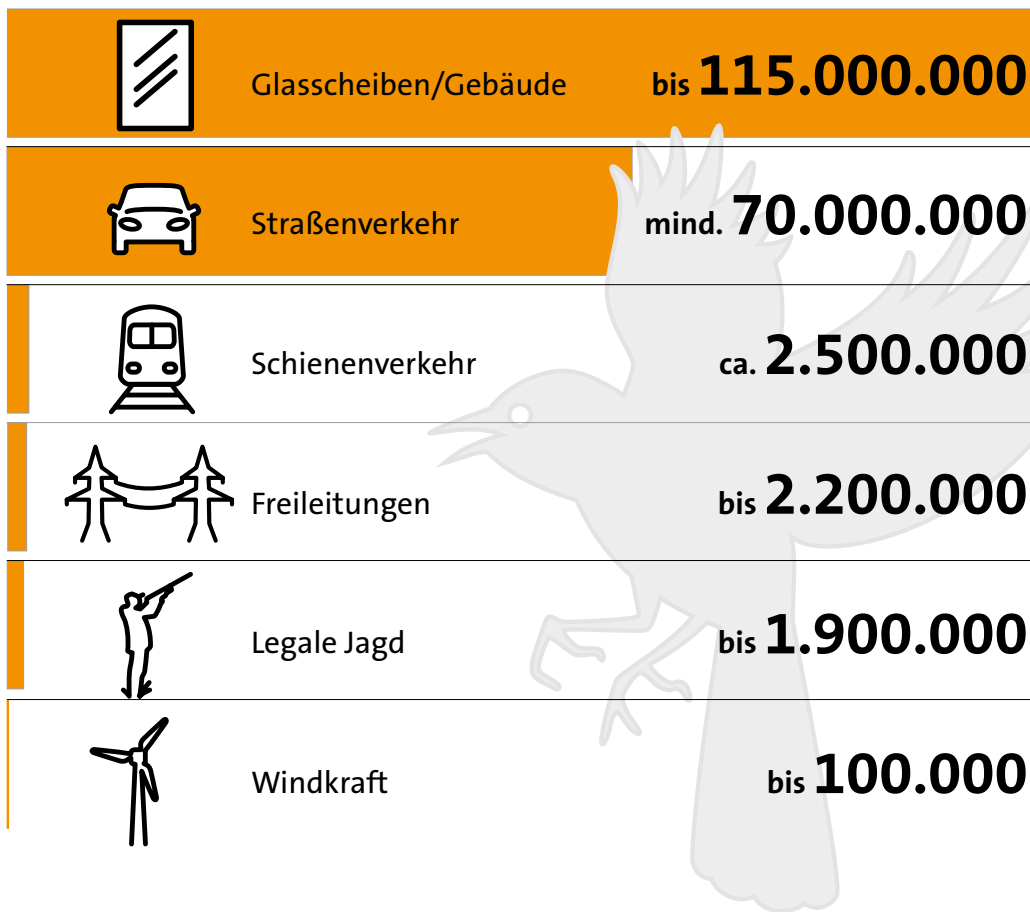 Glasscheiben/Gebäude bis 115.000.000
Straßenverkehr mind. 70.000.000
Schienenverkehr ca. 2.500.000
Freileitungen bis 2.200.000
Legale Jagd bis 1.900.000
Windkraft bis 100.000